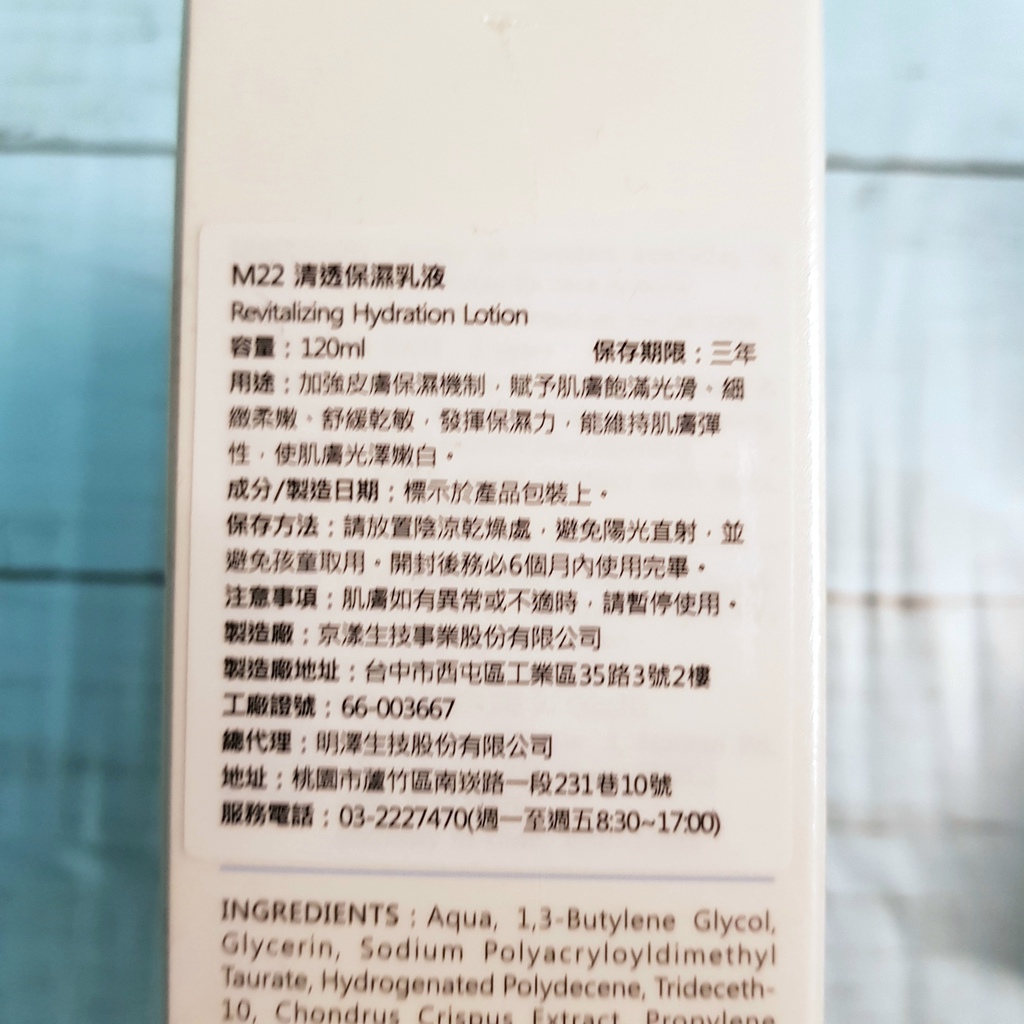 M22 清透保濕乳液
Revitalizing Hydration Lotion
容量：120ml 保存期限：三年
用途：加強皮膚保濕機制，賦予肌膚飽滿光滑、細
緻柔嫩、舒緩乾敏，發揮保濕力，能維持肌膚彈
性，使肌膚光澤嫩白。
成分/製造日期：標示於產品包裝上。
保存方法：請放置陰涼乾燥處，避免陽光直射，並
避免孩童取用。開封後務必6個月內使用完畢。
注意事項：肌膚如有異常或不適時，請暫停使用。
製造廠：京漾生技事業股份有限公司
製造廠地址：台中市西屯區工業區35路3號2樓
工廠證號：66-003667
總代理：明澤生技股份有限公司
地址：桃園市蘆竹區南崁路一段231巷10號
服務電話：03-2227470(週一至週五8:30~17:00)
INGREDIENTS : Aqua, 1,3-Butylene Glycol,
Glycerin, Sodium Polyacryloyldimethyl
Taurate, Hydrogenated Polydecene, Trideceth-
10, Chondrus Crispus Extract, Propylene